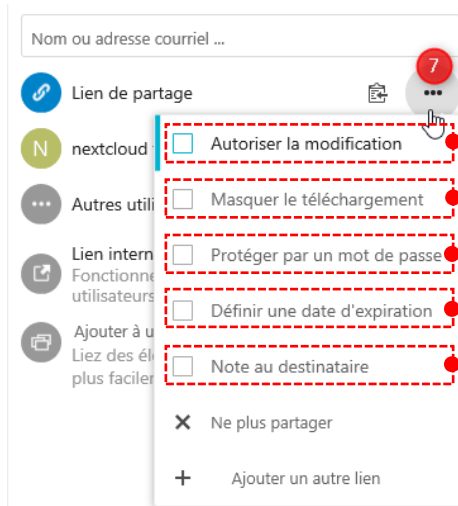 Nom ou adresse courriel ...
7
Lien de partage
N
nextcloud
Autoriser la modification
Autres utili
Masquer le téléchargement
Lien intern
Fonctionne
utilisateurs
Protéger par un mot de passe
Définir une date d'expiration
Ajouter à u
Liez des él
plus faciler
Note au destinataire
Ne plus partager
Ajouter un autre lien